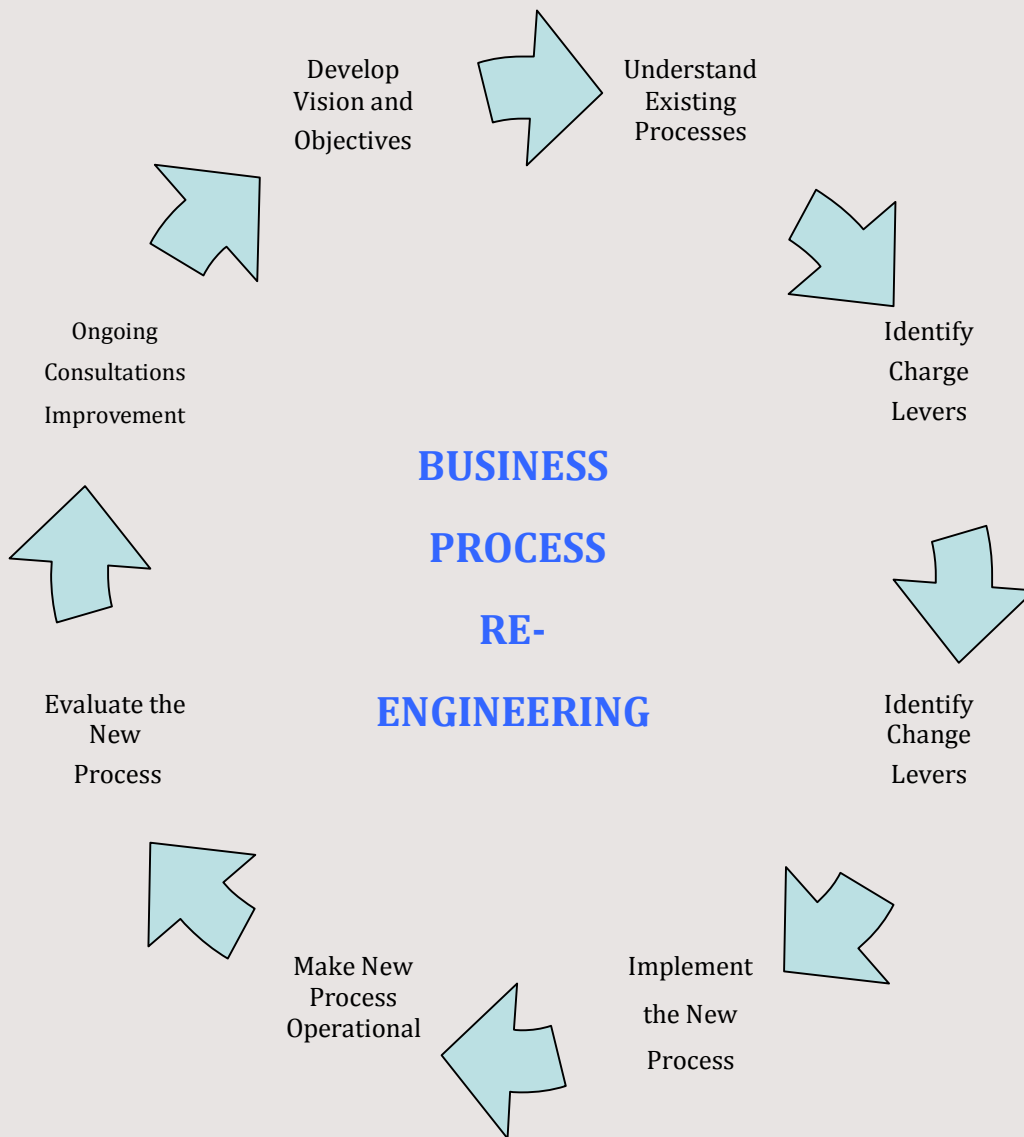 Develop
Vision and
Objectives
Understand
Existing
Processes
Identify
Charge
Levers
Identify
Change
Levers
Implement
the New
Process
Make New
Process
Operational
Evaluate the
New
Process
Ongoing
Consultations
Improvement
BUSINESS
PROCESS
RE-
ENGINEERING